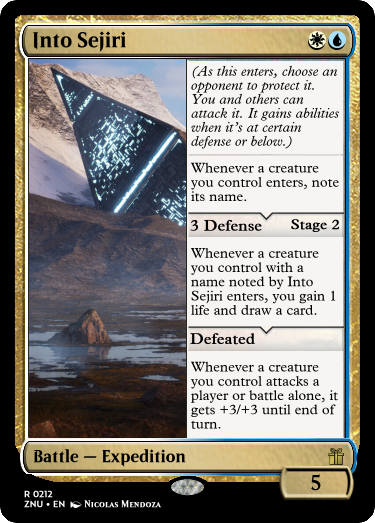 Into Sejiri
(As this enters, choose an
opponent to protect it.
You and others can
attack it. It gains abilities
when it's at certain
defense or below.)
Whenever a creature
you control enters, note
its name.
3 Defense Stage 2
Whenever a creature
you control with a
name noted by Into
Sejiri enters, you gain 1
life and draw a card.
Defeated
Whenever a creature
you control attacks a
player or battle alone, it
gets +3/+3 until end of
turn.
Battle — Expedition
5
R 0212
ZNU • EN Nicolas Mendoza